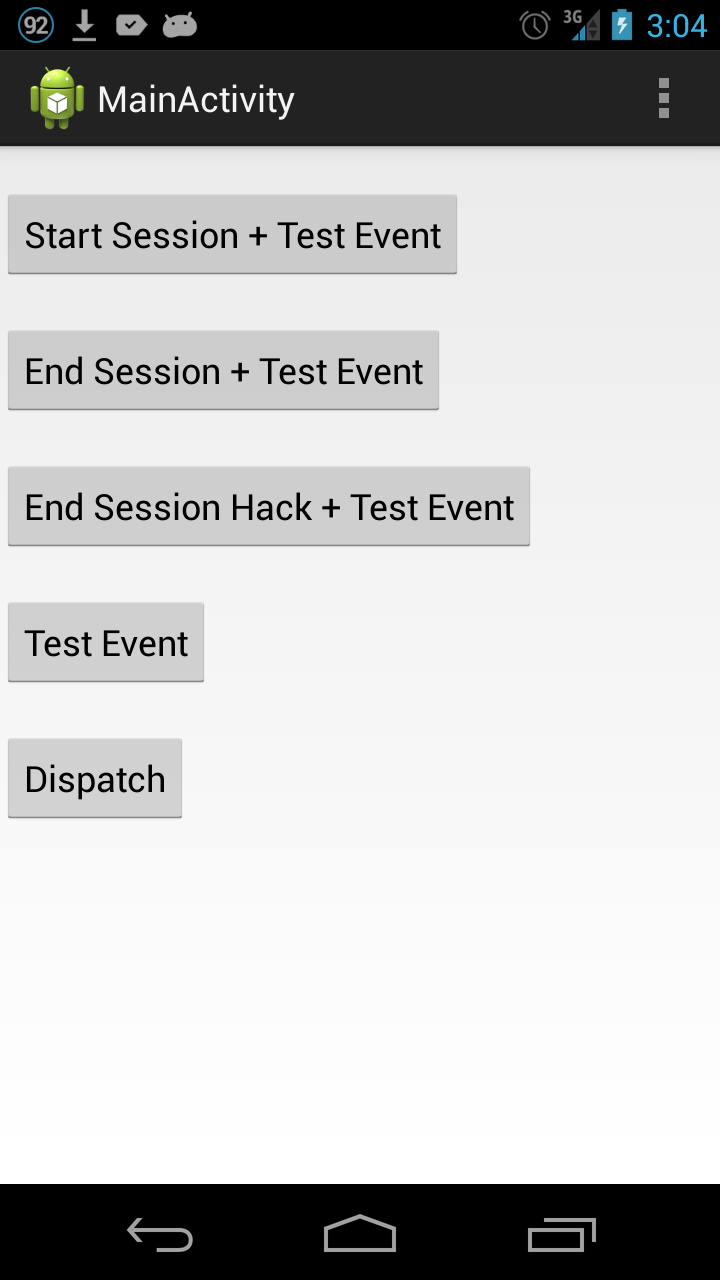 92 3G 3:04
MainActivity
Start Session + Test Event
End Session + Test Event
End Session Hack + Test Event
Test Event
Dispatch